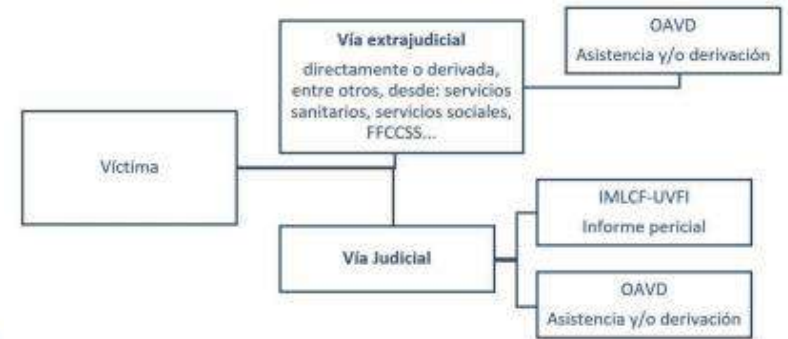 Víctima
Vía extrajudicial
directamente o derivada,
entre otros, desde: servicios
sanitarios, servicios sociales,
FFCCSS...
OAVD
Asistencia y/o derivación
Vía Judicial
IMLCF-UVFI
Informe pericial
OAVD
Asistencia y/o derivación